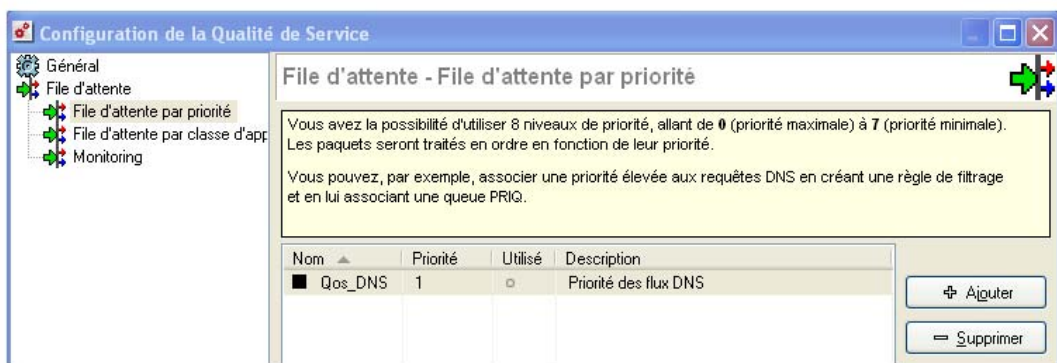 Configuration de la Qualité de Service
Général
File d'attente
File d'attente par priorité
File d'attente par classe d'app
Monitoring
File d'attente - File d'attente par priorité
Vous avez la possibilité d'utiliser 8 niveaux de priorité, allant de 0 (priorité maximale) à 7 (priorité minimale).
Les paquets seront traités en ordre en fonction de leur priorité.
Vous pouvez, par exemple, associer une priorité élevée aux requêtes DNS en créant une règle de filtrage
et en lui associant une queue PRIQ.
Nom Priorité Utilisé Description
Qos_DNS 1 Priorité des flux DNS
Ajouter
Supprimer